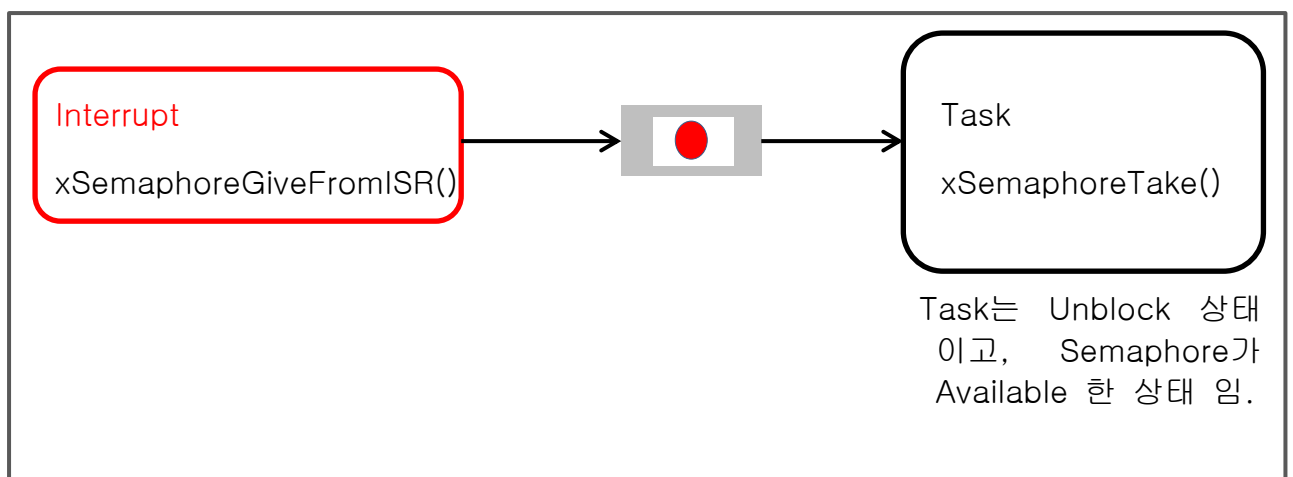 Interrupt
xSemaphoreGiveFromISR()
Task
xSemaphoreTake()
Task는 Unblock 상태
이고, Semaphore가
Available 한 상태 임.